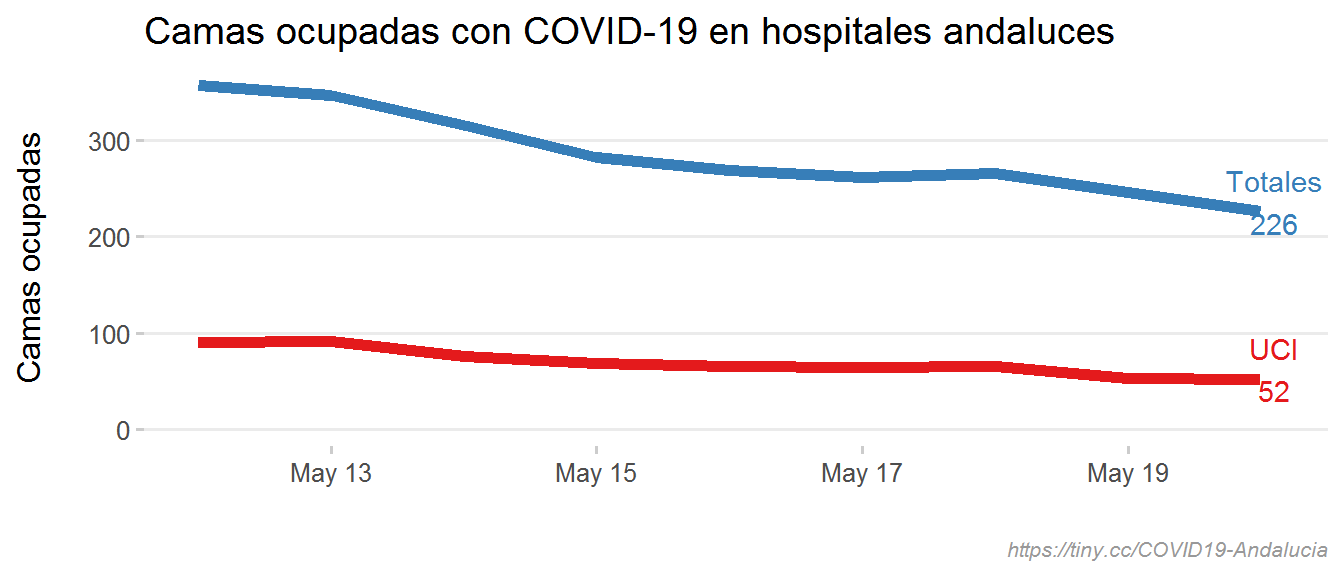 Camas ocupadas con COVID-19 en hospitales andaluces
Camas ocupadas
300
200
100
0
Totales
226
UCI
52
May 13
May 15
May 17
May 19
https://tiny.cc/COVID19-Andalucia